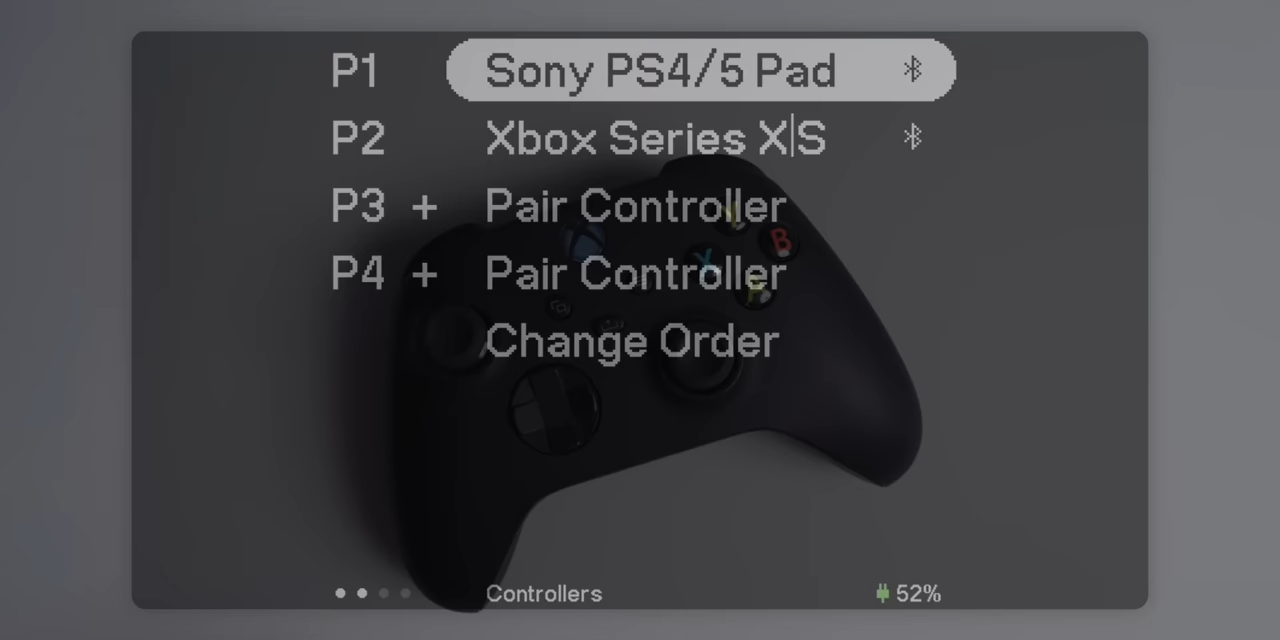 P1 Sony PS4/5 Pad
P2 Xbox Series X|S
P3 + Pair Controller
P4 + Pair Controller
Change Order
Controllers 52%
Y
B
X